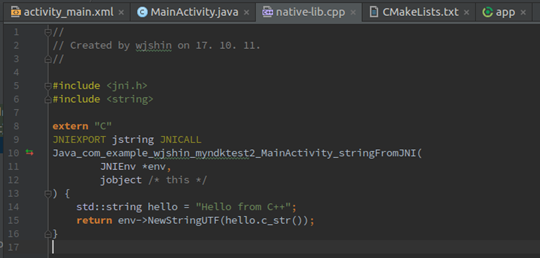 activity_main.xml × MainActivity.java × native-lib.cpp × CMakeLists.txt × app ×
1 //
2 // Created by wjshin on 17. 10. 11.
3 //
4
5 #include <jni.h>
6 #include <string>
7
8 extern "C"
9 JNIEXPORT jstring JNICALL
10 Java_com_example_wjshin_myndktest2_MainActivity_stringFromJNI(
11 JNIEnv *env,
12 jobject /* this */
13 ) {
14 std::string hello = "Hello from C++";
15 return env->NewStringUTF(hello.c_str());
16 }
17